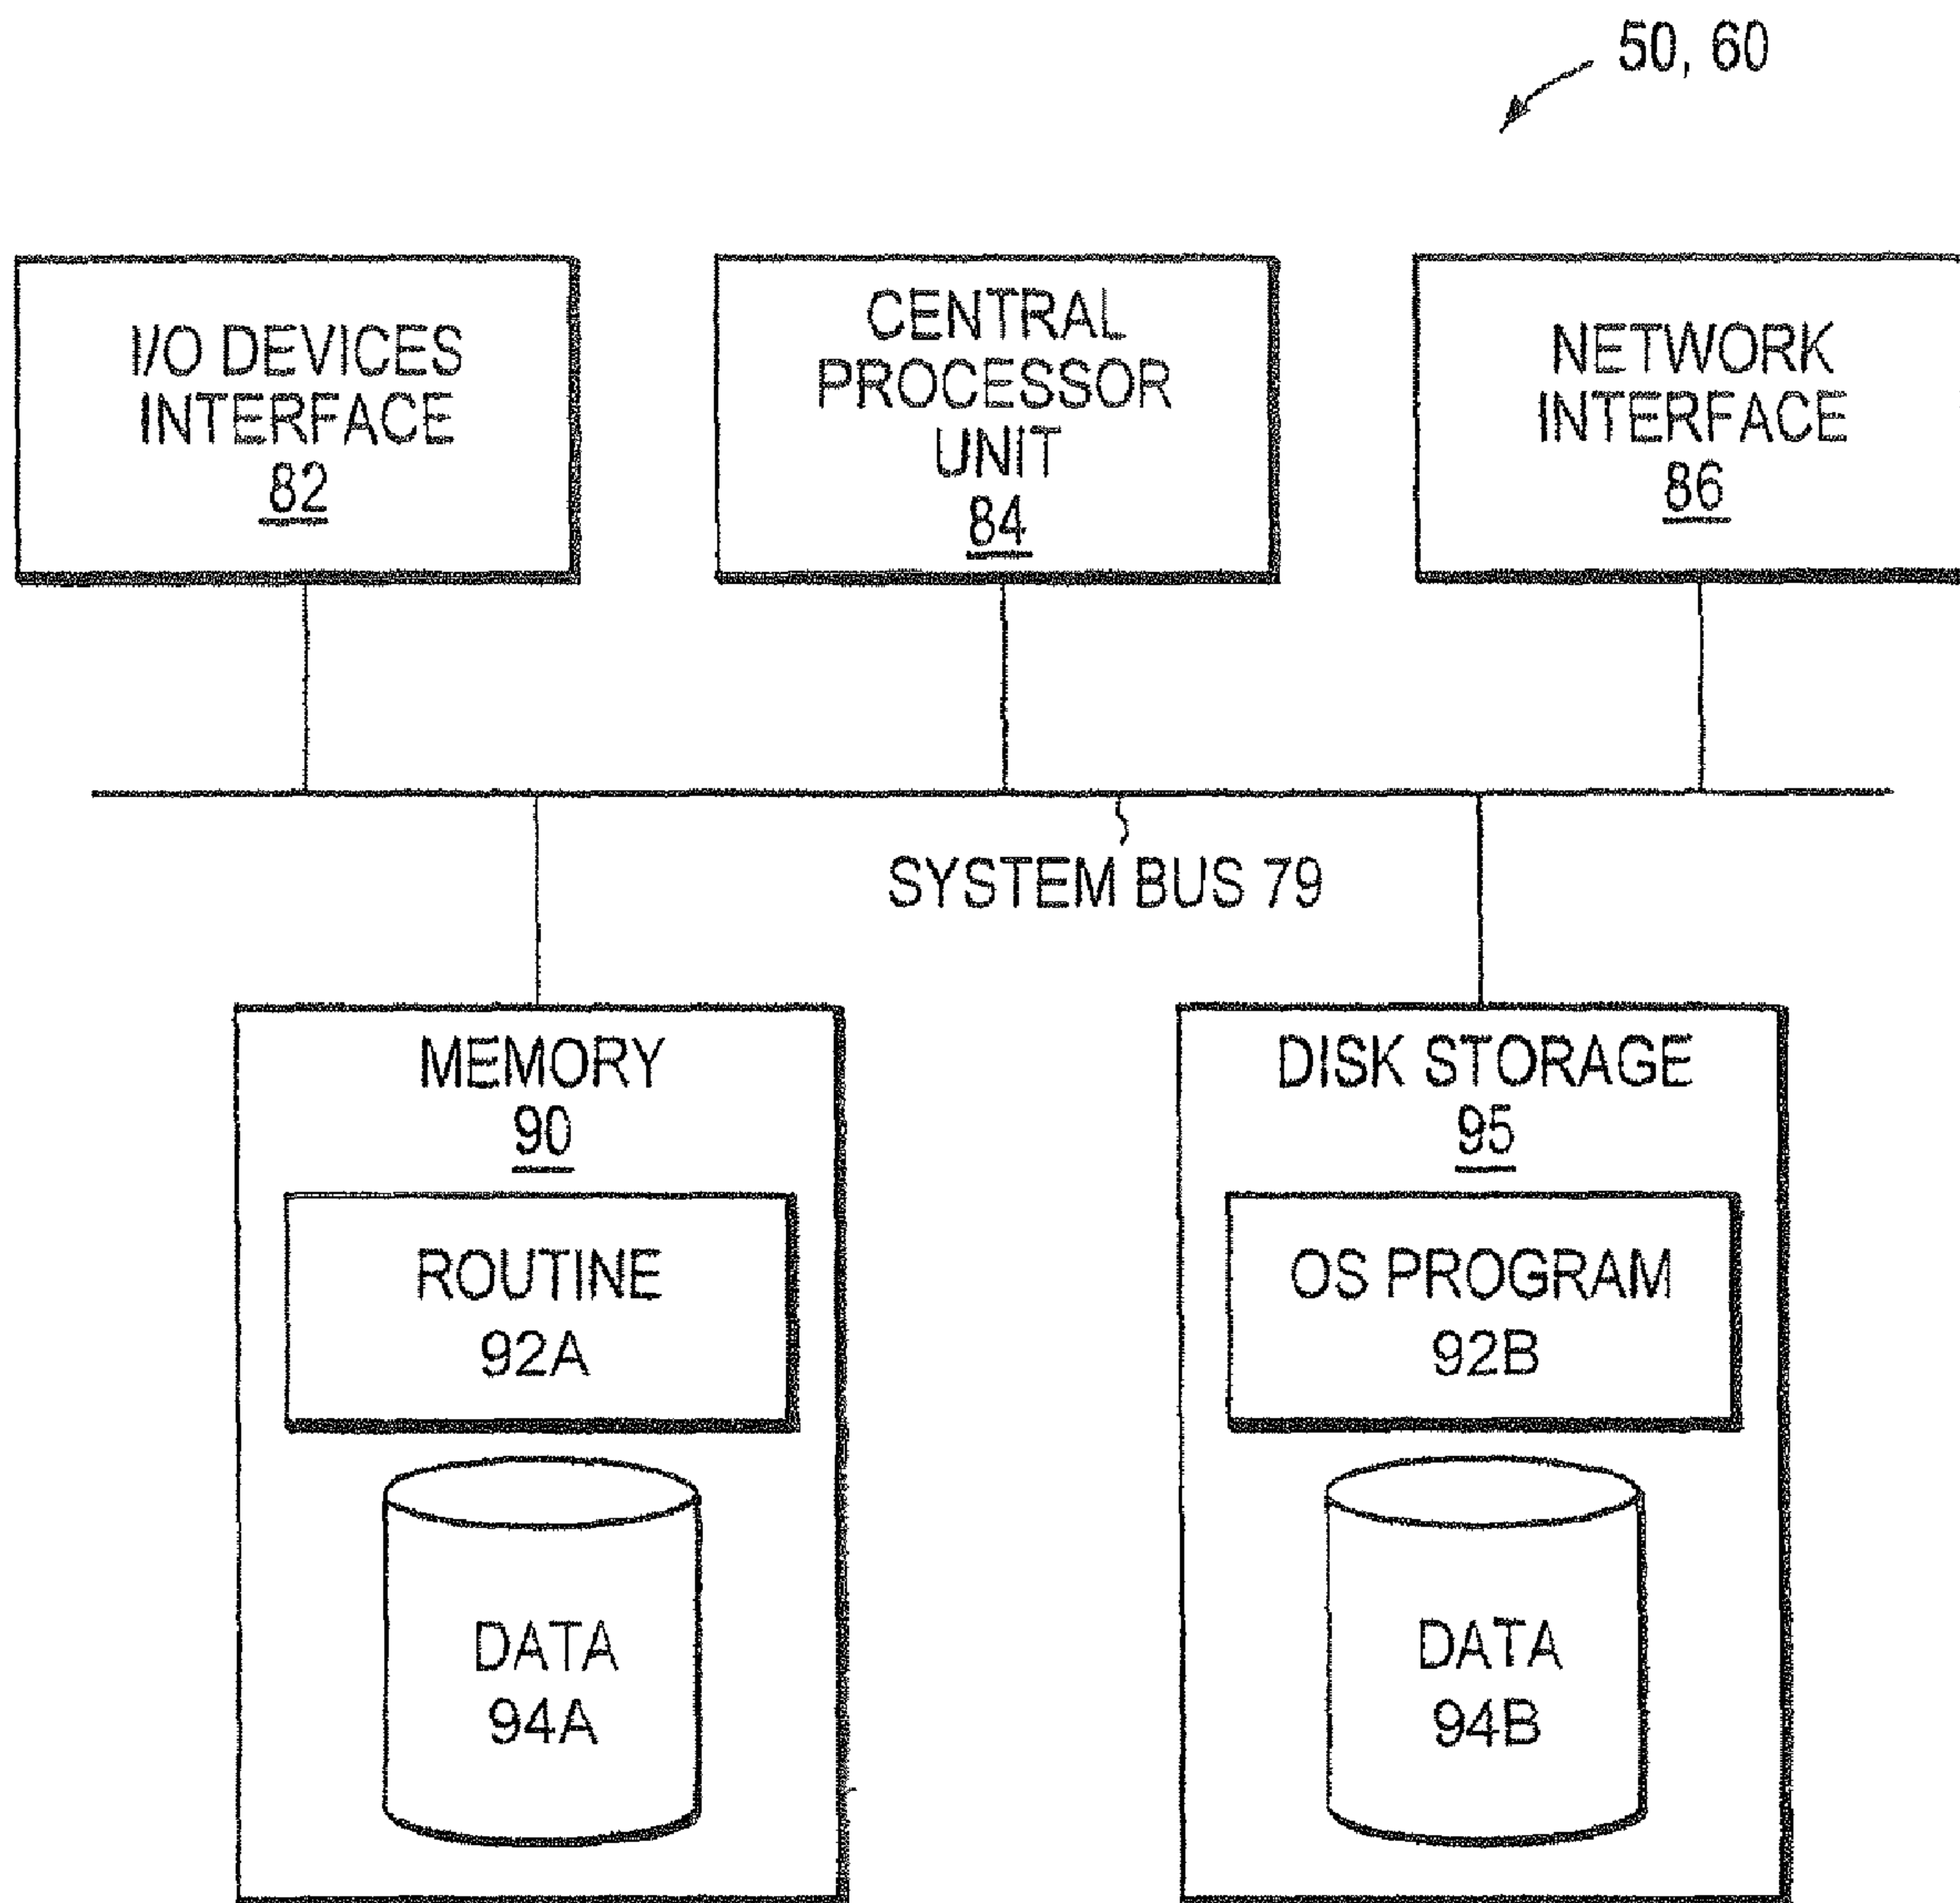 50, 60
I/O DEVICES
INTERFACE
82
CENTRAL
PROCESSOR
UNIT
84
NETWORK
INTERFACE
86
SYSTEM BUS 79
MEMORY
90
ROUTINE
92A
DATA
94A
DISK STORAGE
95
OS PROGRAM
92B
DATA
94B